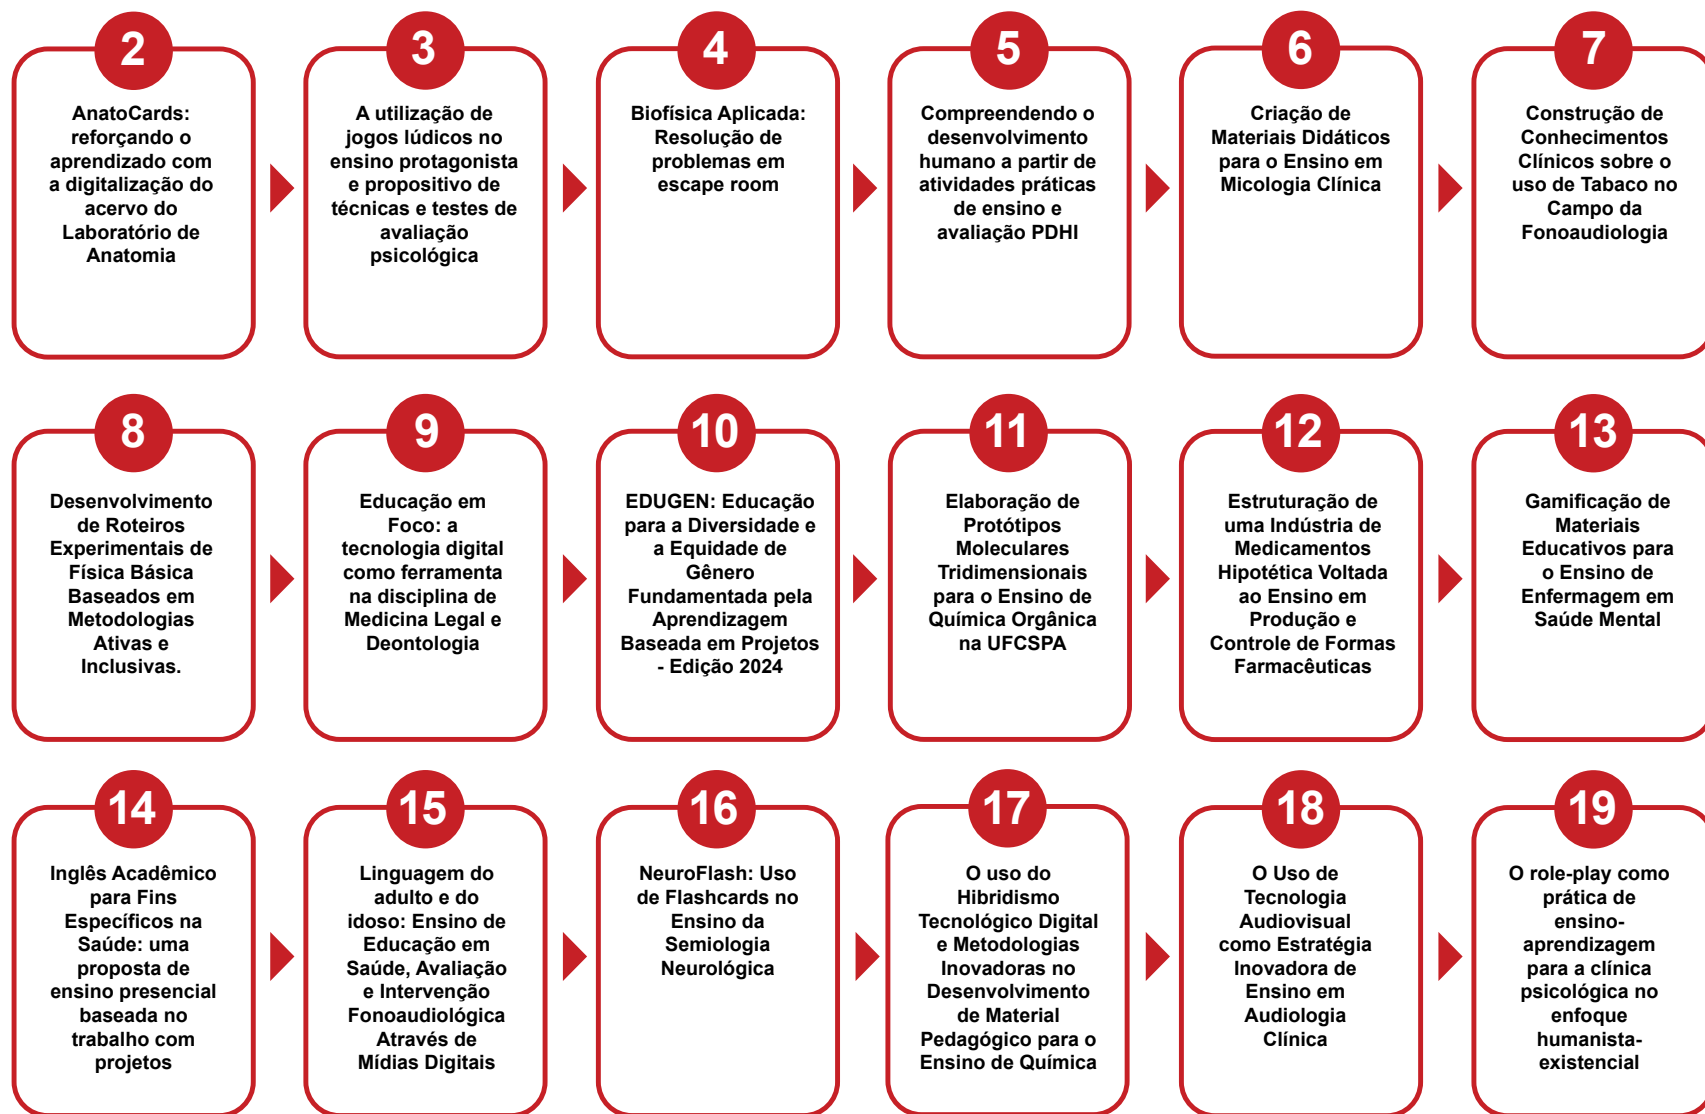 2
AnatoCards:
reforçando o
aprendizado com
a digitalização do
acervo do
Laboratório de
Anatomia
3
A utilização de
jogos lúdicos no
ensino protagonista
e propositivo de
técnicas e testes de
avaliação
psicológica
4
Biofísica Aplicada:
Resolução de
problemas em
escape room
5
Compreendendo o
desenvolvimento
humano a partir de
atividades práticas
de ensino e
avaliação PDHI
6
Criação de
Materiais Didáticos
para o Ensino em
Micologia Clínica
7
Construção de
Conhecimentos
Clínicos sobre o
uso de Tabaco no
Campo da
Fonoaudiologia
8
Desenvolvimento
de Roteiros
Experimentais de
Física Básica
Baseados em
Metodologias
Ativas e
Inclusivas.
9
Educação em
Foco: a
tecnologia digital
como ferramenta
na disciplina de
Medicina Legal e
Deontologia
10
EDUGEN: Educação
para a Diversidade e
a Equidade de
Gênero
Fundamentada pela
Aprendizagem
Baseada em Projetos
- Edição 2024
11
Elaboração de
Protótipos
Moleculares
Tridimensionais
para o Ensino de
Química Orgânica
na UFCSPA
12
Estruturação de
uma Indústria de
Medicamentos
Hipotética Voltada
ao Ensino em
Produção e
Controle de Formas
Farmacêuticas
13
Gamificação de
Materiais
Educativos para
o Ensino de
Enfermagem em
Saúde Mental
14
Inglês Acadêmico
para Fins
Específicos na
Saúde: uma
proposta de
ensino presencial
baseada no
trabalho com
projetos
15
Linguagem do
adulto e do
idoso: Ensino de
Educação em
Saúde, Avaliação
e Intervenção
Fonoaudiológica
Através de
Mídias Digitais
16
NeuroFlash: Uso
de Flashcards no
Ensino da
Semiologia
Neurológica
17
O uso do
Hibridismo
Tecnológico Digital
e Metodologias
Inovadoras no
Desenvolvimento
de Material
Pedagógico para o
Ensino de Química
18
O Uso de
Tecnologia
Audiovisual
como Estratégia
Inovadora de
Ensino em
Audiologia
Clínica
19
O role-play como
prática de
ensino-
aprendizagem
para a clínica
psicológica no
enfoque
humanista-
existencial